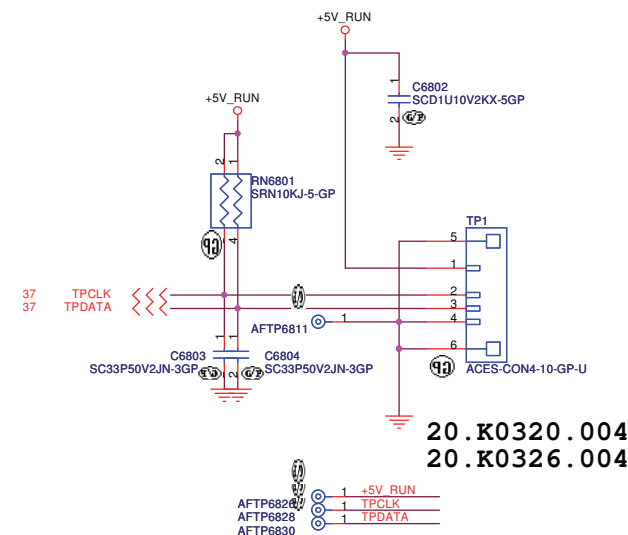 +5V_RUN
C6802
SCD1U10V2KX-5GP
1
2
+5V_RUN
2
1
RN6801
SRN10KJ-5-GP
4
TP1
5
1
37 TPCLK
2
37 TPDATA
3
AFTP6811
1
4
6
ACES-CON4-10-GP-U
1
1
C6803
C6804
SC33P50V2JN-3GP
SC33P50V2JN-3GP
2
20.K0320.004
20.K0326.004
AFTP6826
1
+5V_RUN
AFTP6828
1
TPCLK
AFTP6830
1
TPDATA